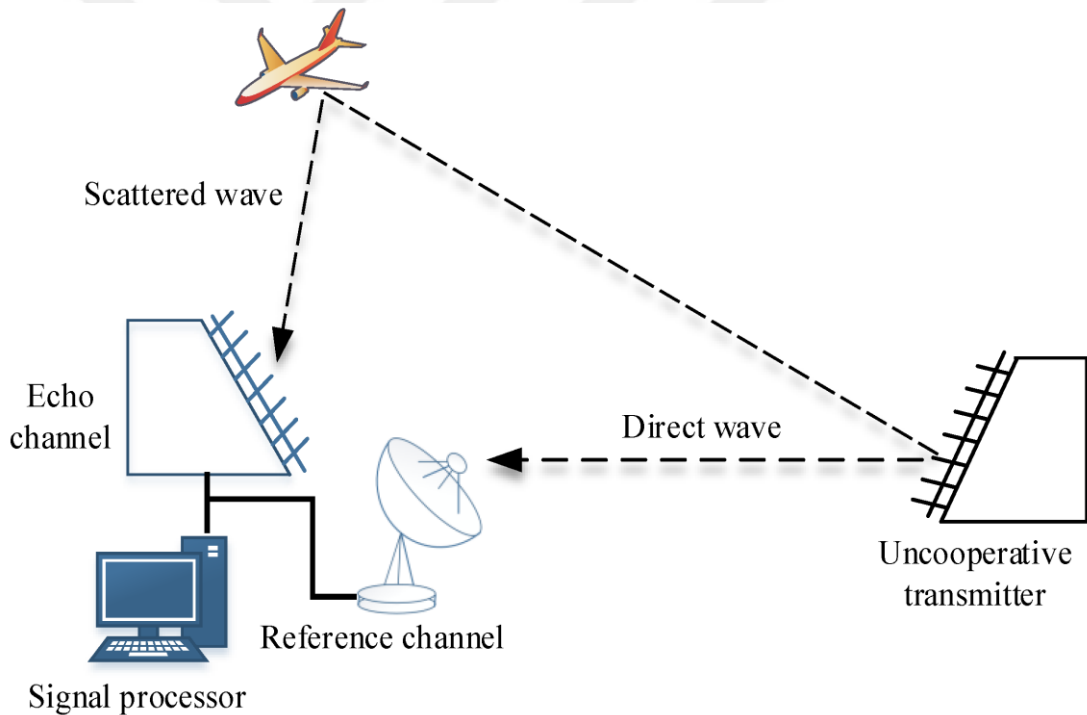 Scattered wave
Echo
channel
Direct wave
Uncooperative
transmitter
Reference channel
Signal processor